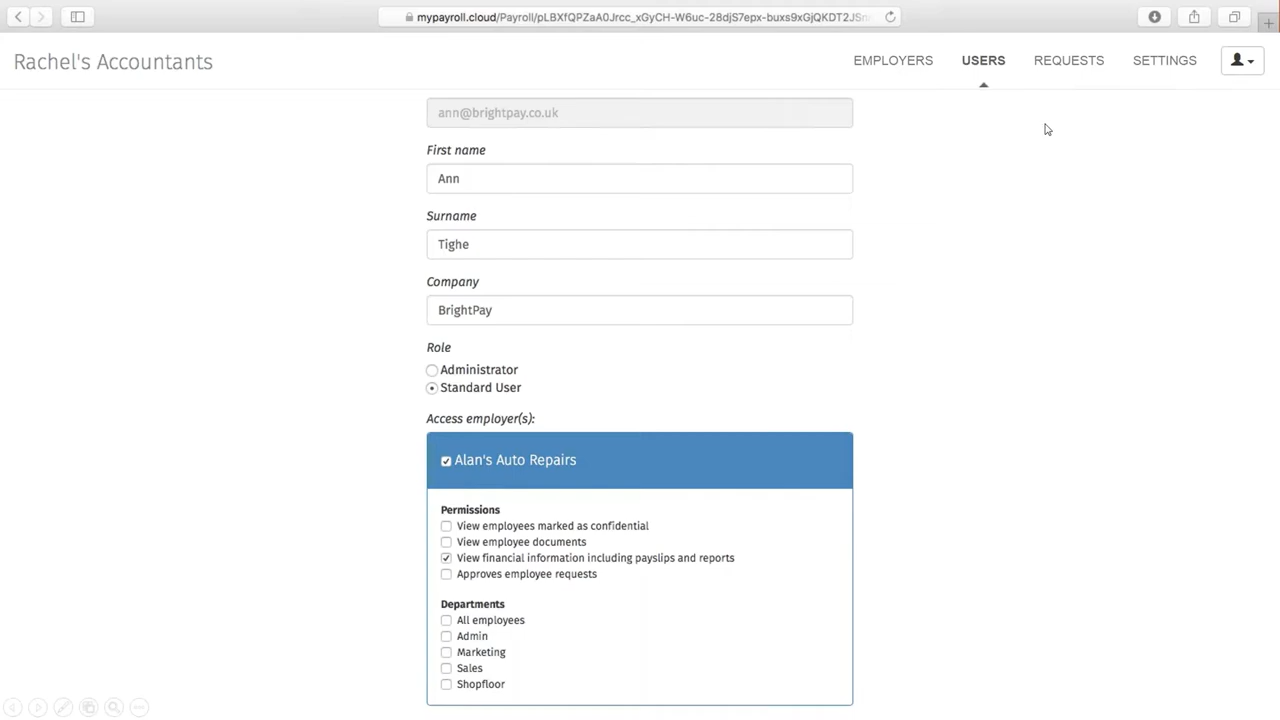 mypayroll.cloud/Payroll/pLBXfQPZaA0Jrcc_xGyCH-W6uc-28djS7epx-buxs9xGjQKDT2JSn
Rachel's Accountants
EMPLOYERS USERS REQUESTS SETTINGS
ann@brightpay.co.uk
First name
Ann
Surname
Tighe
Company
BrightPay
Role
Administrator
Standard User
Access employer(s):
Alan's Auto Repairs
Permissions
View employees marked as confidential
View employee documents
View financial information including payslips and reports
Approves employee requests
Departments
All employees
Admin
Marketing
Sales
Shopfloor